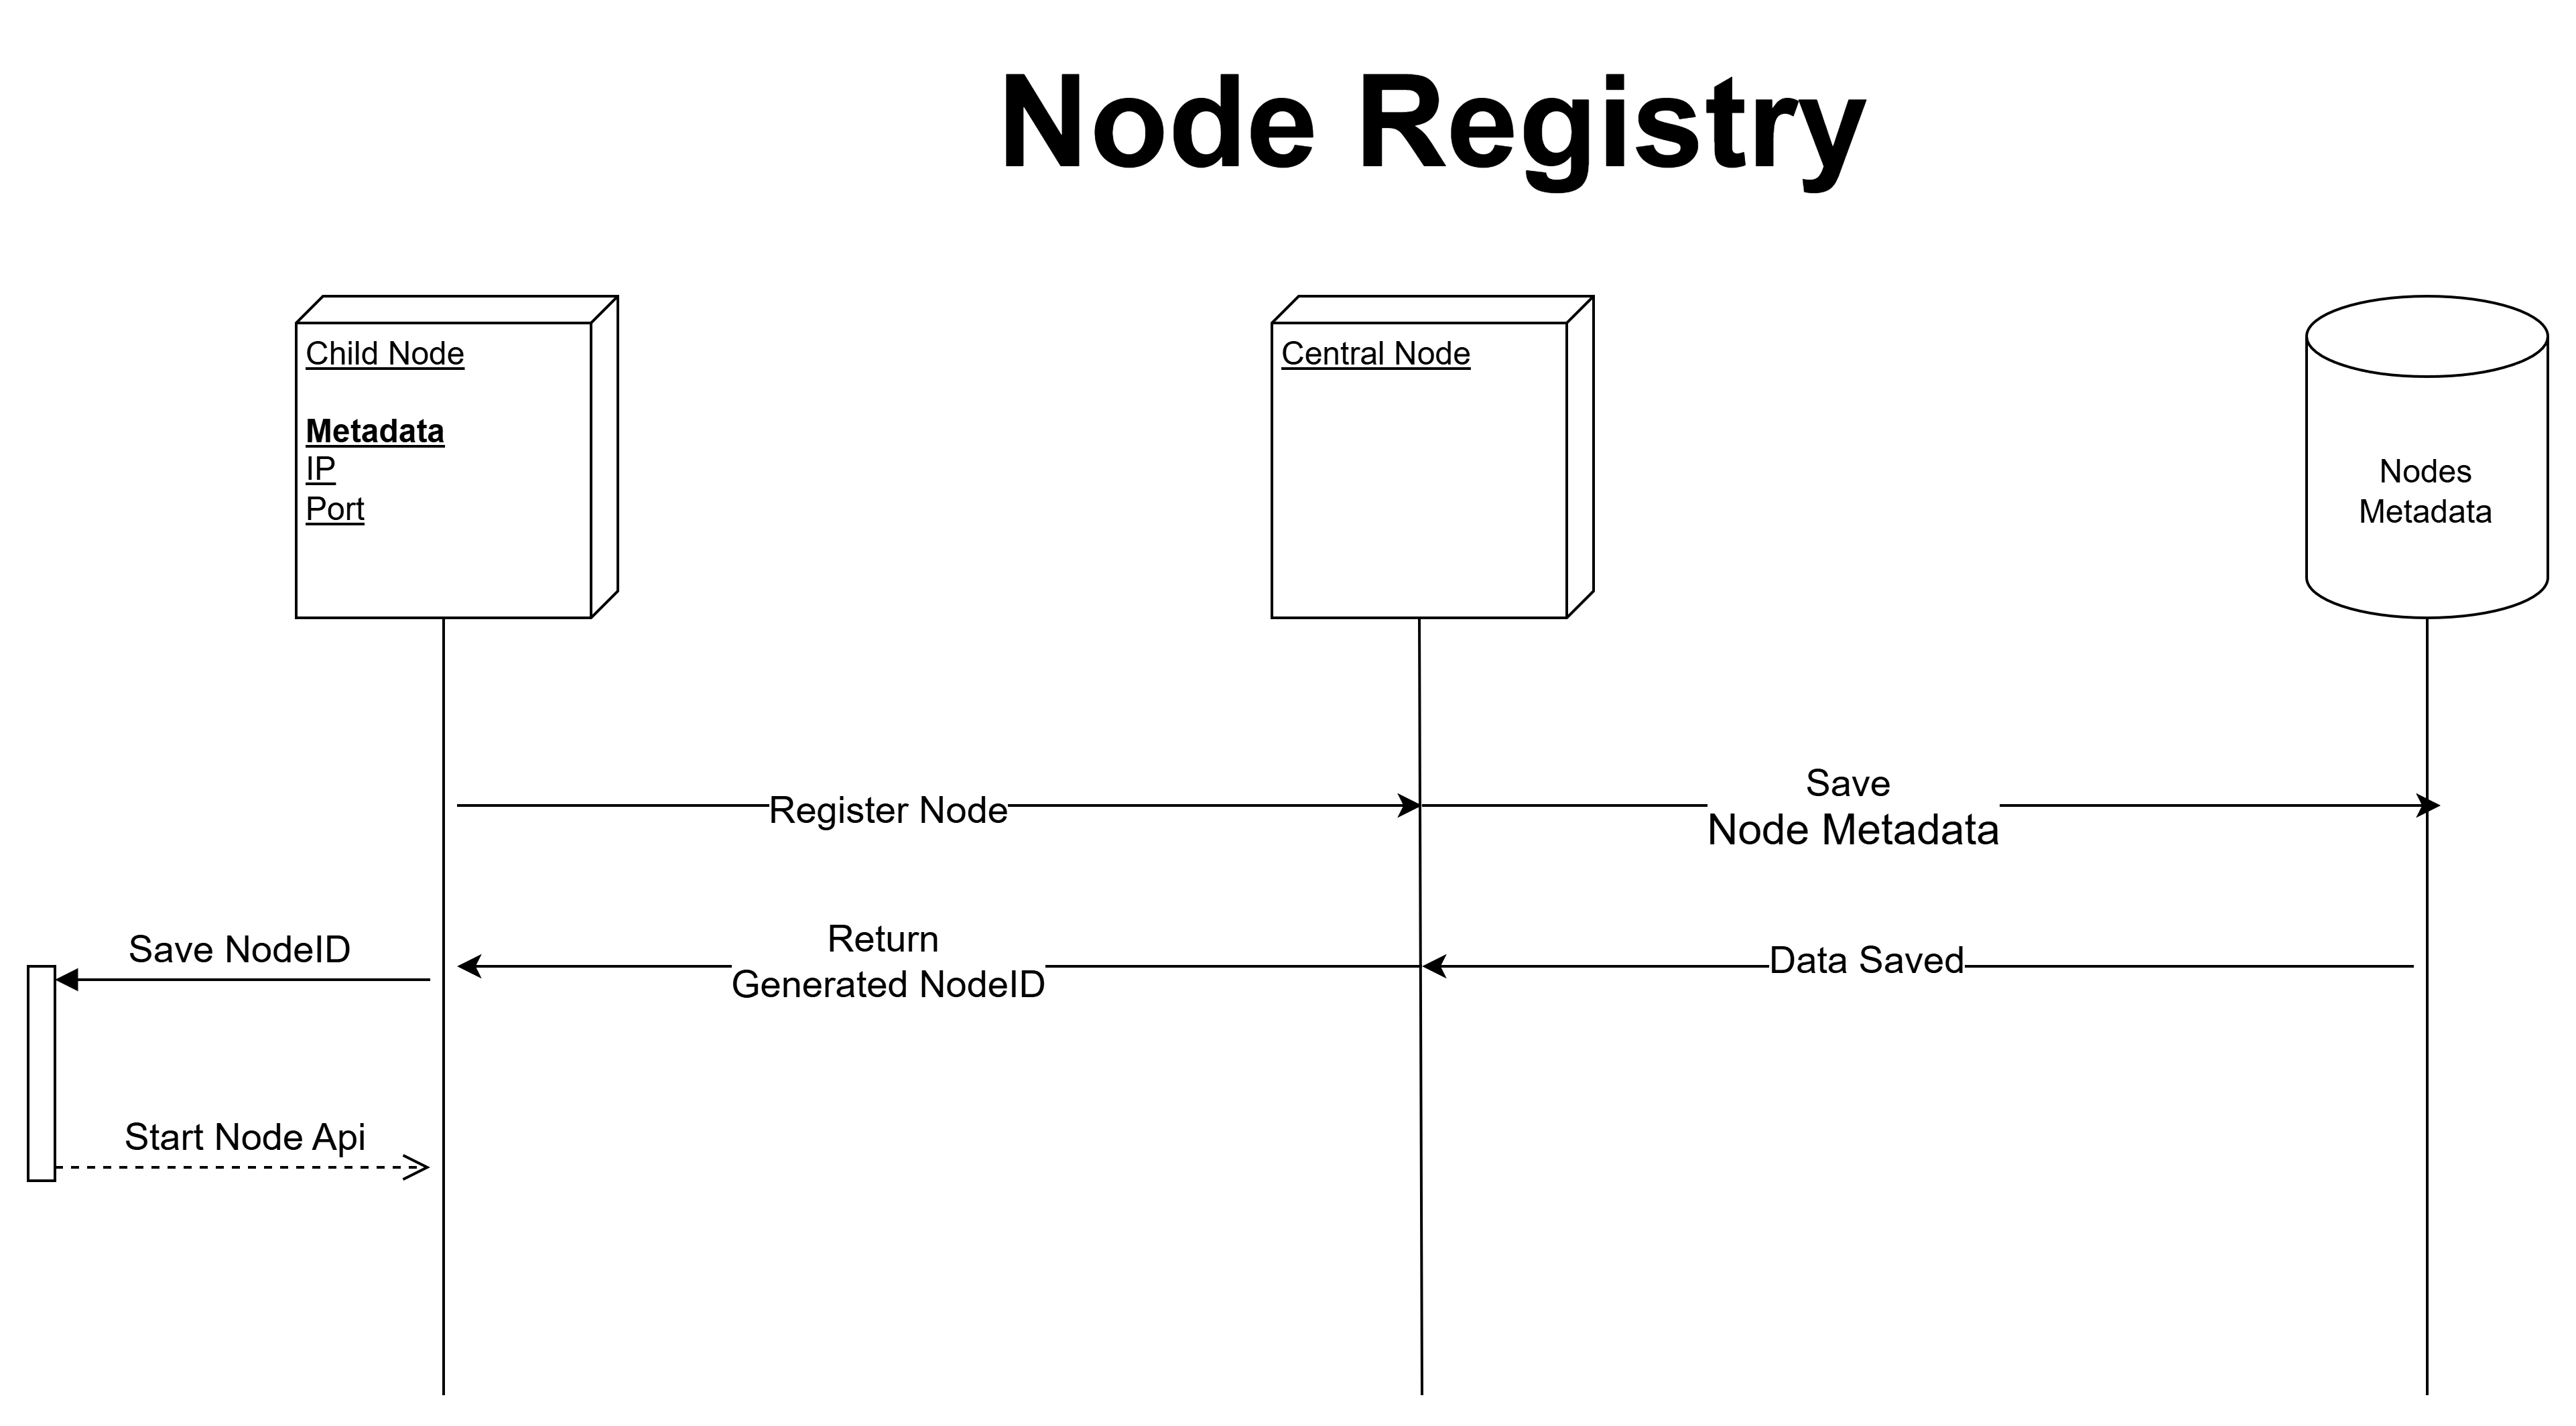 Node Registry
Child Node
Metadata
IP
Port
Central Node
Nodes
Metadata
Register Node
Save
Node Metadata
Save NodeID
Return
Generated NodeID
Data Saved
Start Node Api